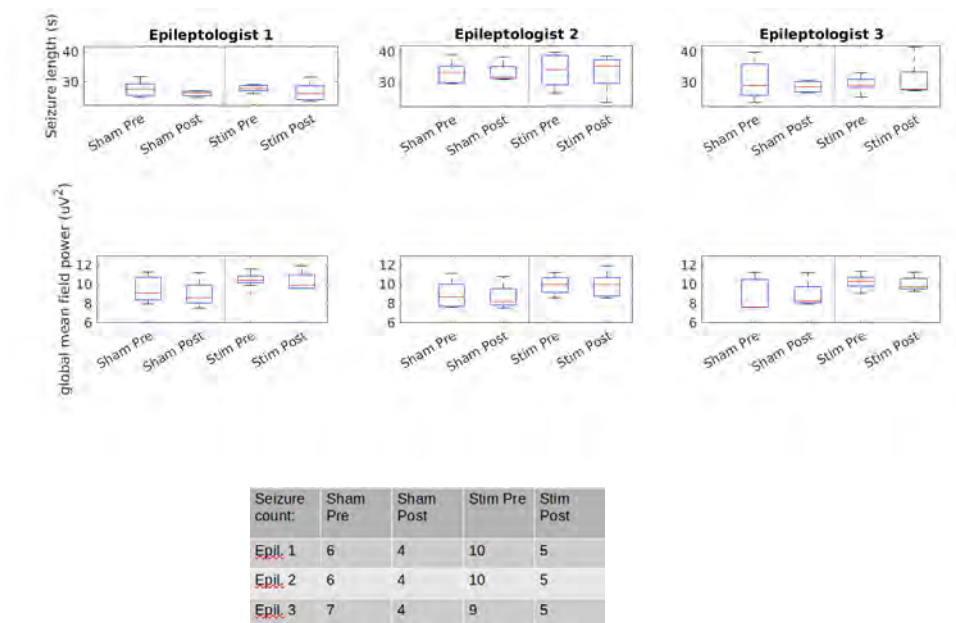 Epileptologist 1
Epileptologist 2
Epileptologist 3
Seizure length (s)
40
30
40
30
40
30
Sham Pre
Sham Post
Stim Pre
Stim Post
Sham Pre
Sham Post
Stim Pre
Stim Post
Sham Pre
Sham Post
Stim Pre
Stim Post
global mean field power (uV²)
12
10
8
6
12
10
8
6
12
10
8
6
Sham Pre
Sham Post
Stim Pre
Stim Post
Sham Pre
Sham Post
Stim Pre
Stim Post
Sham Pre
Sham Post
Stim Pre
Stim Post
Seizure count: Sham Pre Sham Post Stim Pre Stim Post
Epil. 1 6 4 10 5
Epil. 2 6 4 10 5
Epil. 3 7 4 9 5